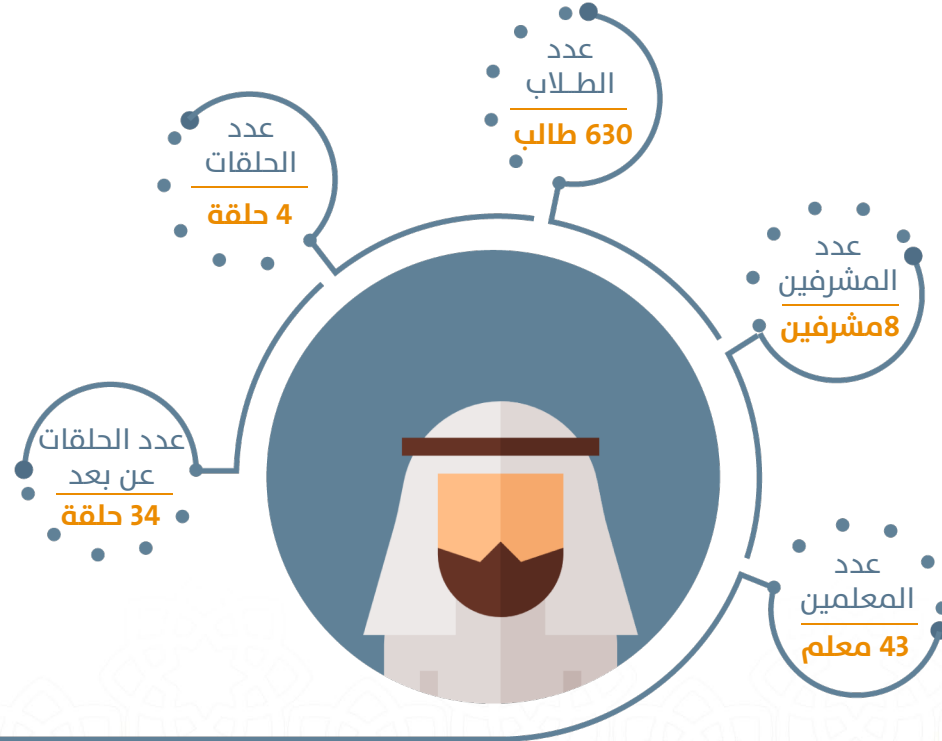 عدد
الطلاب
630 طالب
عدد
الحلقات
4 حلقة
عدد
المشرفين
8مشرفين
عدد الحلقات
عن بعد
34 حلقة
عدد
المعلمين
43 معلم